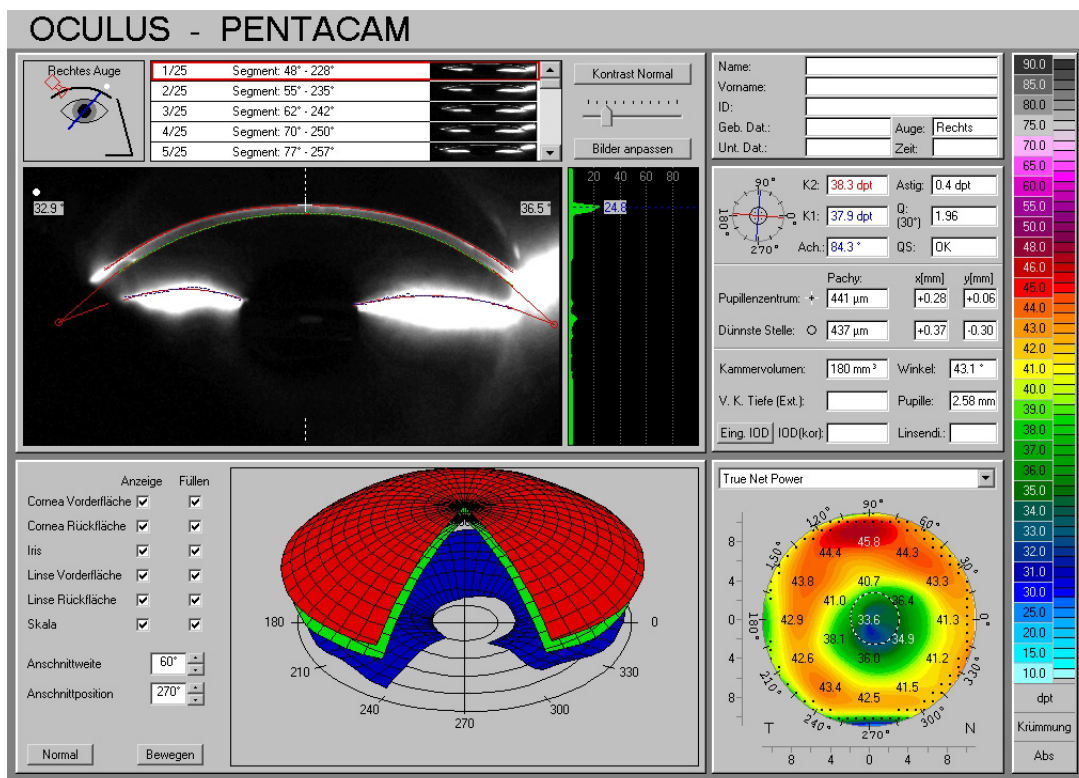 OCULUS - PENTACAM
Rechtes Auge
1/25 Segment: 48° - 228°
2/25 Segment: 55° - 235°
3/25 Segment: 62° - 242°
4/25 Segment: 70° - 250°
5/25 Segment: 77° - 257°
Kontrast Normal
Bilder anpassen
32.9 °
36.5 °
20 40 60 80
24.8
Name:
Vorname:
ID:
Geb. Dat.: Auge: Rechts
Unt. Dat.: Zeit:
90°
180°
0°
270°
K2: 38.3 dpt Astig: 0.4 dpt
K1: 37.9 dpt Q: (30°) 1.96
Ach.: 84.3 ° QS: OK
Pachy: x[mm] y[mm]
Pupillenzentrum: + 441 µm +0.28 +0.06
Dünnste Stelle: O 437 µm +0.37 -0.30
Kammervolumen: 180 mm³ Winkel: 43.1 °
V. K. Tiefe (Ext.): Pupille: 2.58 mm
Eing. IOD IOD(kor): Linsendi.:
90.0
85.0
80.0
75.0
70.0
65.0
60.0
55.0
50.0
48.0
46.0
45.0
44.0
43.0
42.0
41.0
40.0
39.0
38.0
37.0
36.0
35.0
34.0
33.0
32.0
31.0
30.0
25.0
20.0
15.0
10.0
dpt
Krümmung
Abs
Anzeige Füllen
Cornea Vorderfläche
Cornea Rückfläche
Iris
Linse Vorderfläche
Linse Rückfläche
Skala
Anschnittweite 60°
Anschnittposition 270°
Normal Bewegen
180 0
210 330
240 300
270
True Net Power
90°
120° 60°
150° 30°
180° 0°
210° 330°
240° 300°
270°
8
4
0
4
8
45.8
44.4 44.3
43.8 40.7 43.3
41.0 36.4
42.9 33.6 41.3
38.1 34.9
42.6 36.0 41.2
43.4 42.5 41.5
T N
8 4 0 4 8